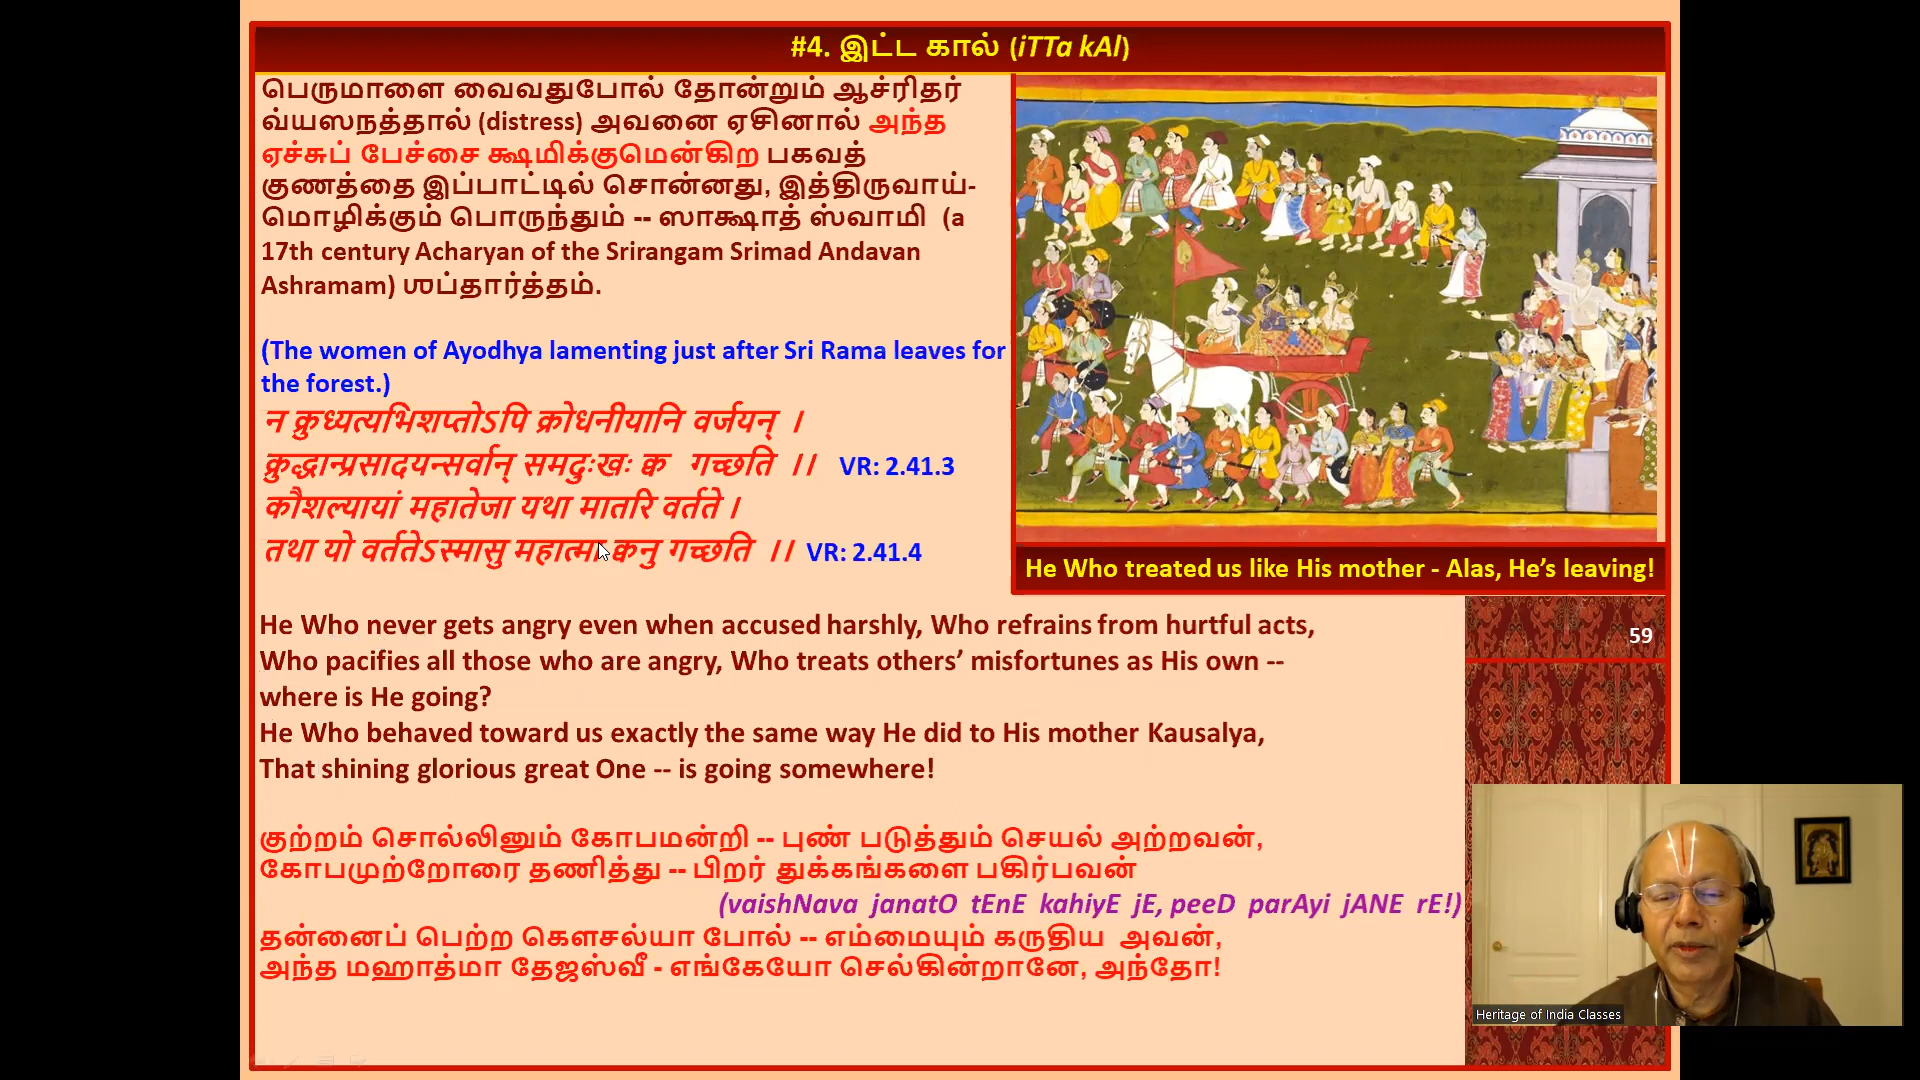 #4. இட்ட கால் (iTTa kAl)
பெருமாளை வைவதுபோல் தோன்றும் ஆச்ரிதர்
வ்யஸநத்தால் (distress) அவனை ஏசினால் அந்த
ஏச்சுப் பேச்சை க்ஷமிக்குமென்கிற பகவத்
குணத்தை இப்பாட்டில் சொன்னது, இத்திருவாய்-
மொழிக்கும் பொருந்தும் -- ஸாக்ஷாத் ஸ்வாமி (a
17th century Acharyan of the Srirangam Srimad Andavan
Ashramam) ஶப்தார்த்தம்.
(The women of Ayodhya lamenting just after Sri Rama leaves for
the forest.)
न क्रुध्यत्यभिशप्तोऽपि क्रोधनीयानि वर्जयन् ।
क्रुद्धान्प्रसादयन्सर्वान् समदुःखः क्व गच्छति ।। VR: 2.41.3
कौशल्यायां महातेजा यथा मातरि वर्तते ।
तथा यो वर्ततेऽस्मासु महात्मा क्वनु गच्छति ।। VR: 2.41.4
He Who treated us like His mother - Alas, He's leaving!
59
He Who never gets angry even when accused harshly, Who refrains from hurtful acts,
Who pacifies all those who are angry, Who treats others' misfortunes as His own --
where is He going?
He Who behaved toward us exactly the same way He did to His mother Kausalya,
That shining glorious great One -- is going somewhere!
குற்றம் சொல்லினும் கோபமன்றி -- புண் படுத்தும் செயல் அற்றவன்,
கோபமுற்றோரை தணித்து -- பிறர் துக்கங்களை பகிர்பவன்
(vaishNava janatO tEnE kahiyE jE, peeD parAyi jANE rE!)
தன்னைப் பெற்ற கௌசல்யா போல் -- எம்மையும் கருதிய அவன்,
அந்த மஹாத்மா தேஜஸ்வீ - எங்கேயோ செல்கின்றானே, அந்தோ!
Heritage of India Classes